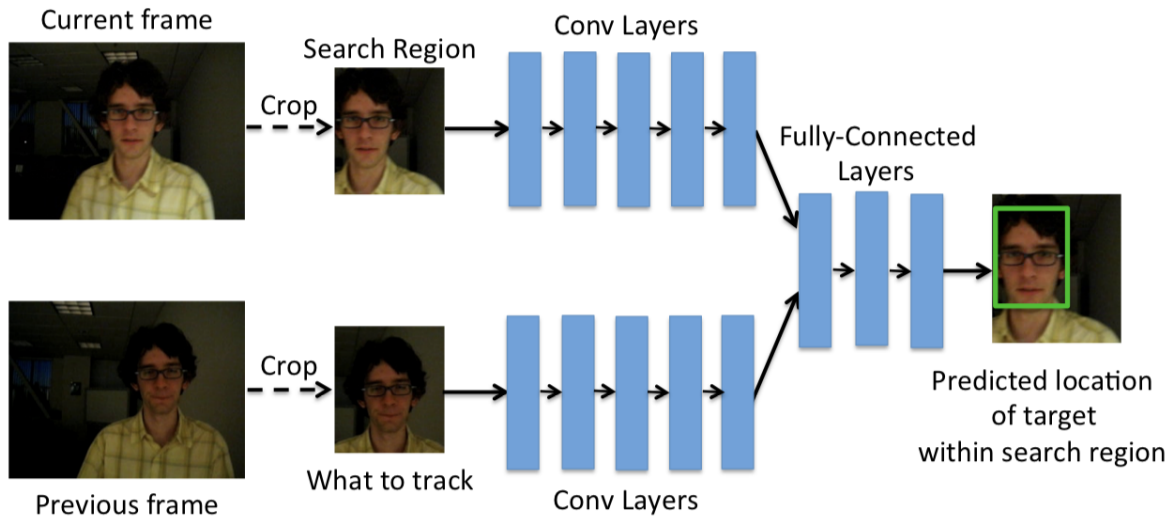 Current frame
Crop
Search Region
Conv Layers
Fully-Connected
Layers
Previous frame
Crop
What to track
Conv Layers
Predicted location
of target
within search region